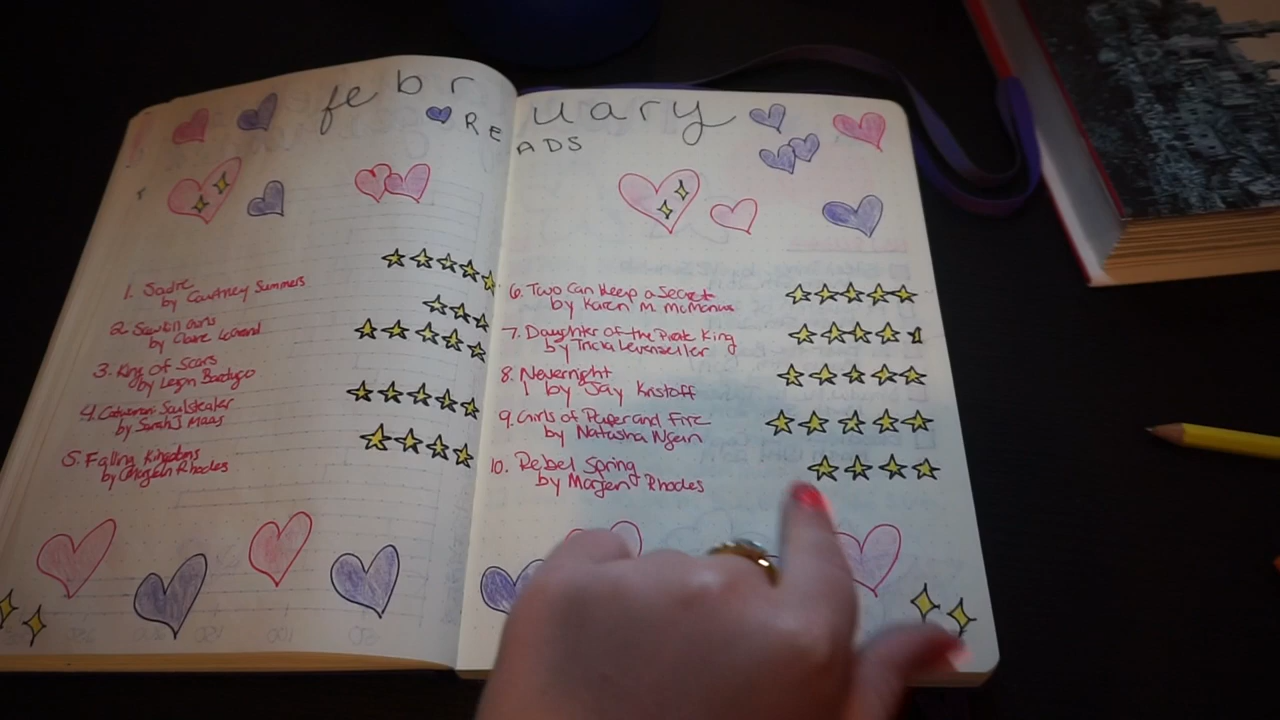 february
READS
1. Sadie
by Courtney Summers
2. Sawkill Girls
by Claire Legrand
3. King of Scars
by Leigh Bardugo
4. Catwoman: Soulstealer
by Sarah J Maas
5. Falling Kingdoms
by Morgan Rhodes
6. Two Can Keep a Secret
by Karen M. McManus
7. Daughter of the Pirate King
by Tricia Levenseller
8. Nevernight
by Jay Kristoff
9. Girls of Paper and Fire
by Natasha Ngan
10. Rebel Spring
by Morgan Rhodes